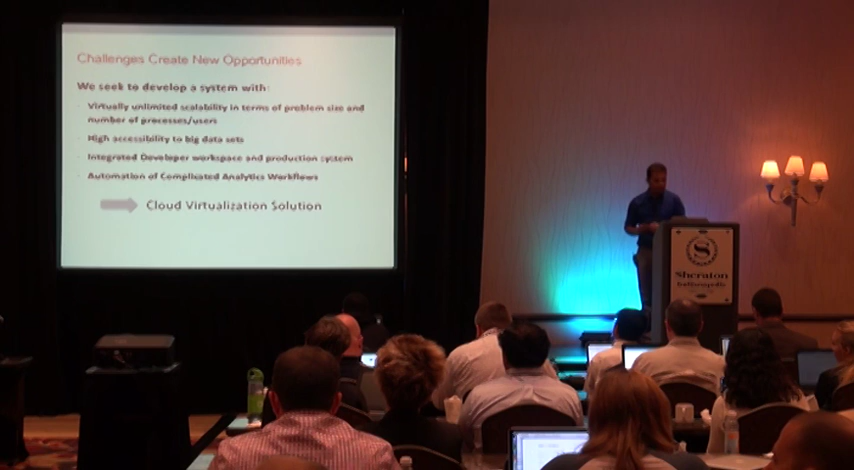 Challenges Create New Opportunities
We seek to develop a system with:
Virtually unlimited scalability in terms of problem size and
number of processes/users
High accessibility to big data sets
Integrated Developer workspace and production system
Automation of Complicated Analytics Workflows
Cloud Virtualization Solution
S
Sheraton